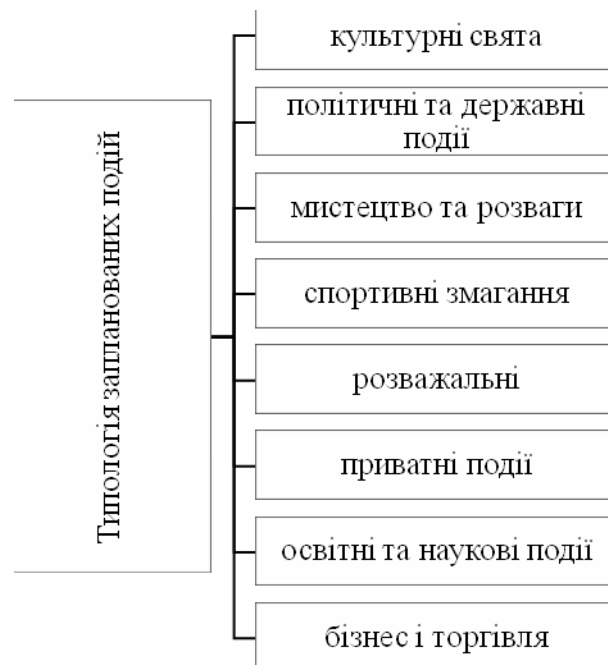 Типологія запланованих подій
культурні свята
політичні та державні
події
мистецтво та розваги
спортивні змагання
розважальні
приватні події
освітні та наукові події
бізнес і торгівля